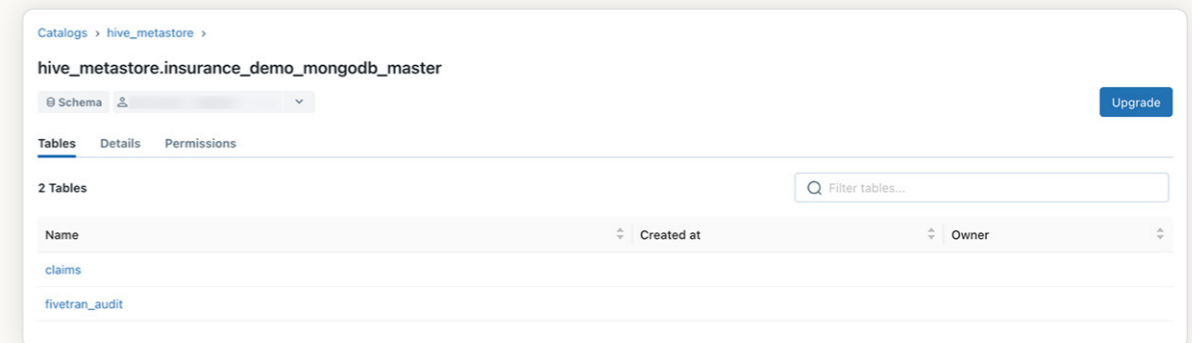 Catalogs > hive_metastore >
hive_metastore.insurance_demo_mongodb_master
Schema
Upgrade
Tables Details Permissions
2 Tables
Filter tables...
Name Created at Owner
claims
fivetran_audit